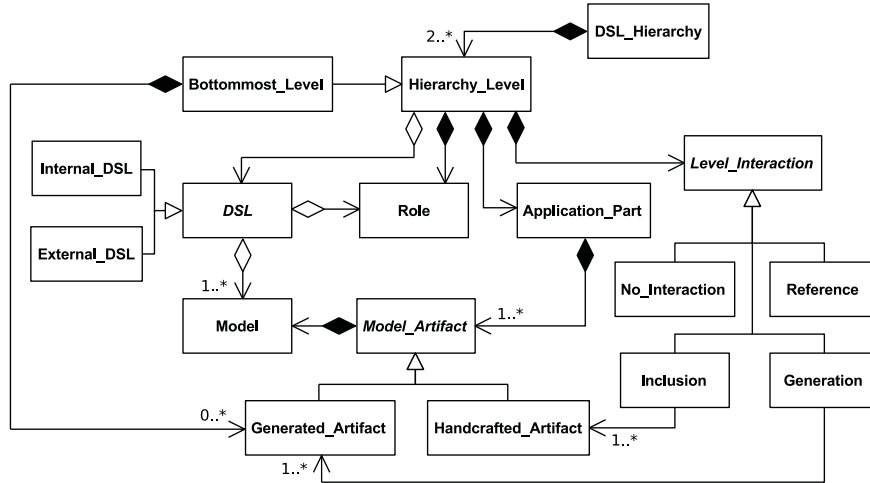 DSL_Hierarchy
2..*
Bottommost_Level
Hierarchy_Level
Internal_DSL
Level_Interaction
DSL
Role
Application_Part
External_DSL
No_Interaction
Reference
1..*
Model
Model_Artifact
1..*
Inclusion
Generation
0..*
Generated_Artifact
Handcrafted_Artifact
1..*
1..*